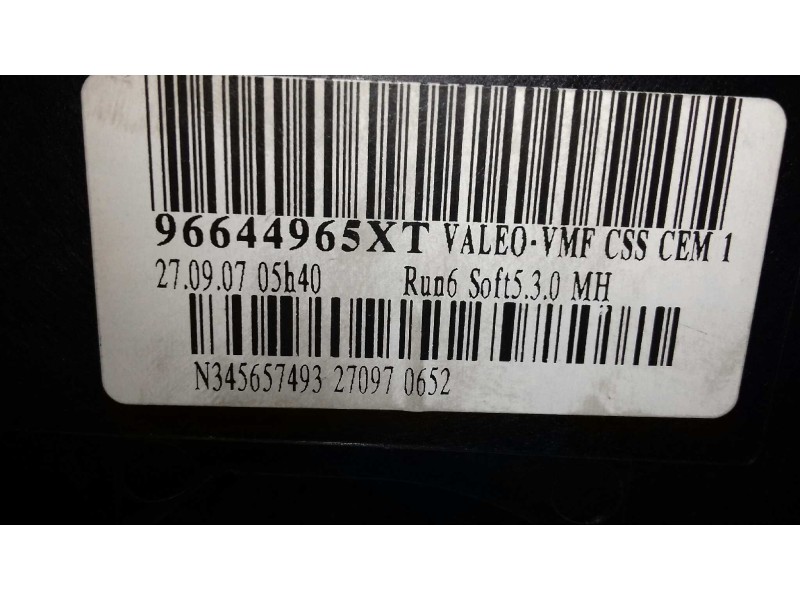 96644965XT VALEO-VMF CSS CEM 1
27.09.07 05h40 Run6 Soft5.3.0 MH
N345657493 27097 0652